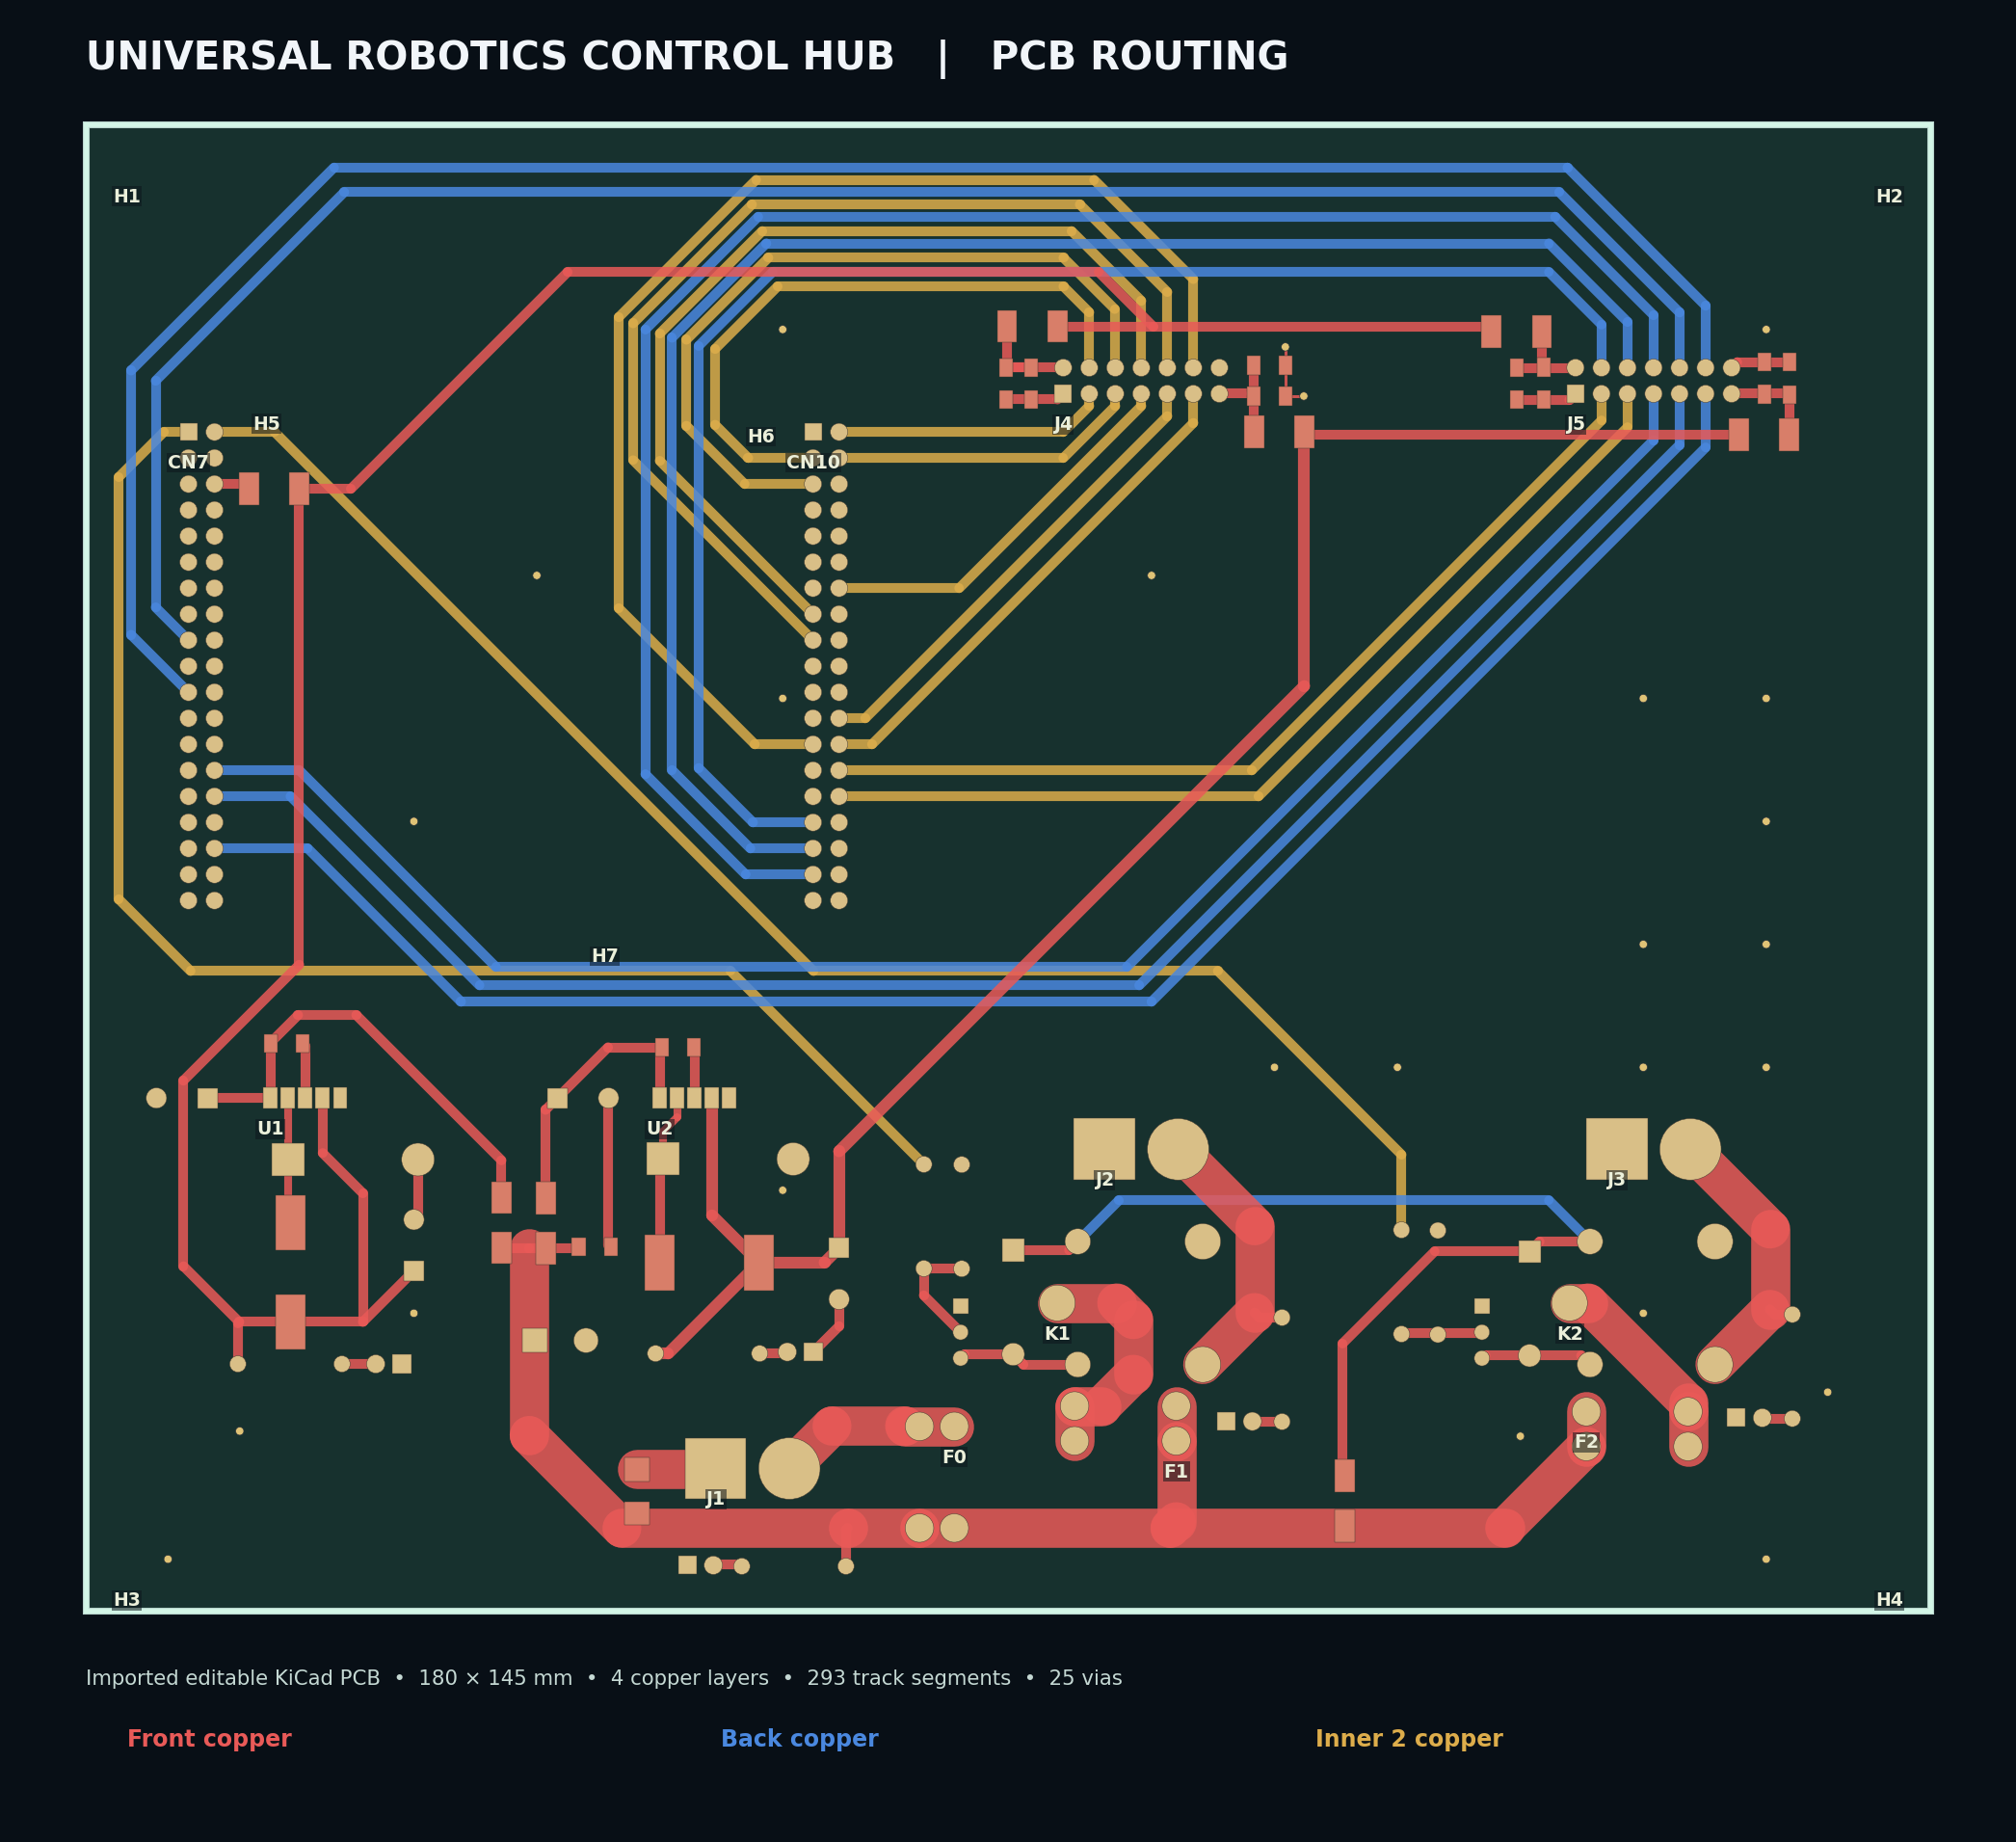 UNIVERSAL ROBOTICS CONTROL HUB | PCB ROUTING
H1
H2
H5
H6
J4
J5
CN7
CN10
H7
U1
U2
J2
J3
K1
K2
F0
F1
F2
J1
H3
H4
Imported editable KiCad PCB • 180 × 145 mm • 4 copper layers • 293 track segments • 25 vias
Front copper
Back copper
Inner 2 copper